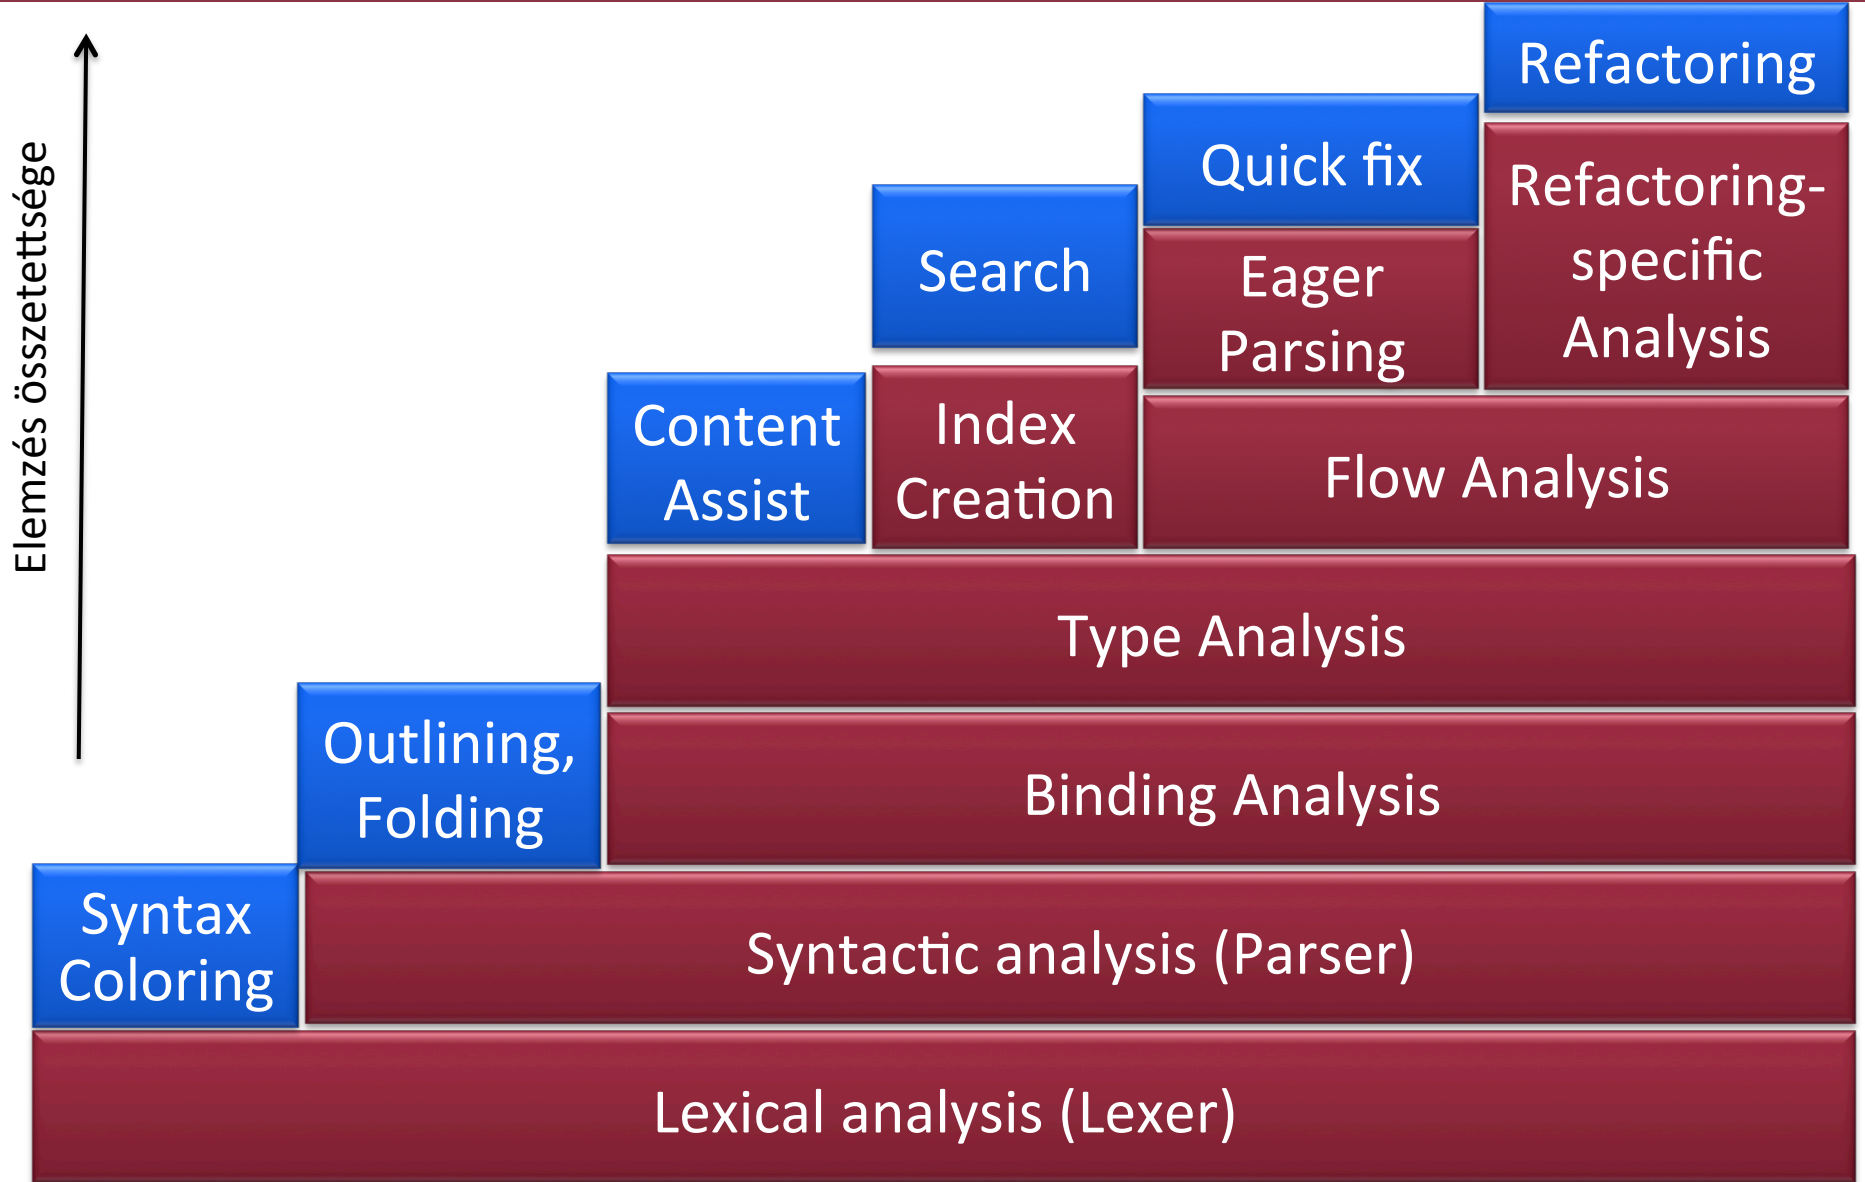 Elemzés összetettsége
Refactoring
Quick fix
Refactoring-
specific
Analysis
Search
Eager
Parsing
Content
Assist
Index
Creation
Flow Analysis
Type Analysis
Outlining,
Folding
Binding Analysis
Syntax
Coloring
Syntactic analysis (Parser)
Lexical analysis (Lexer)